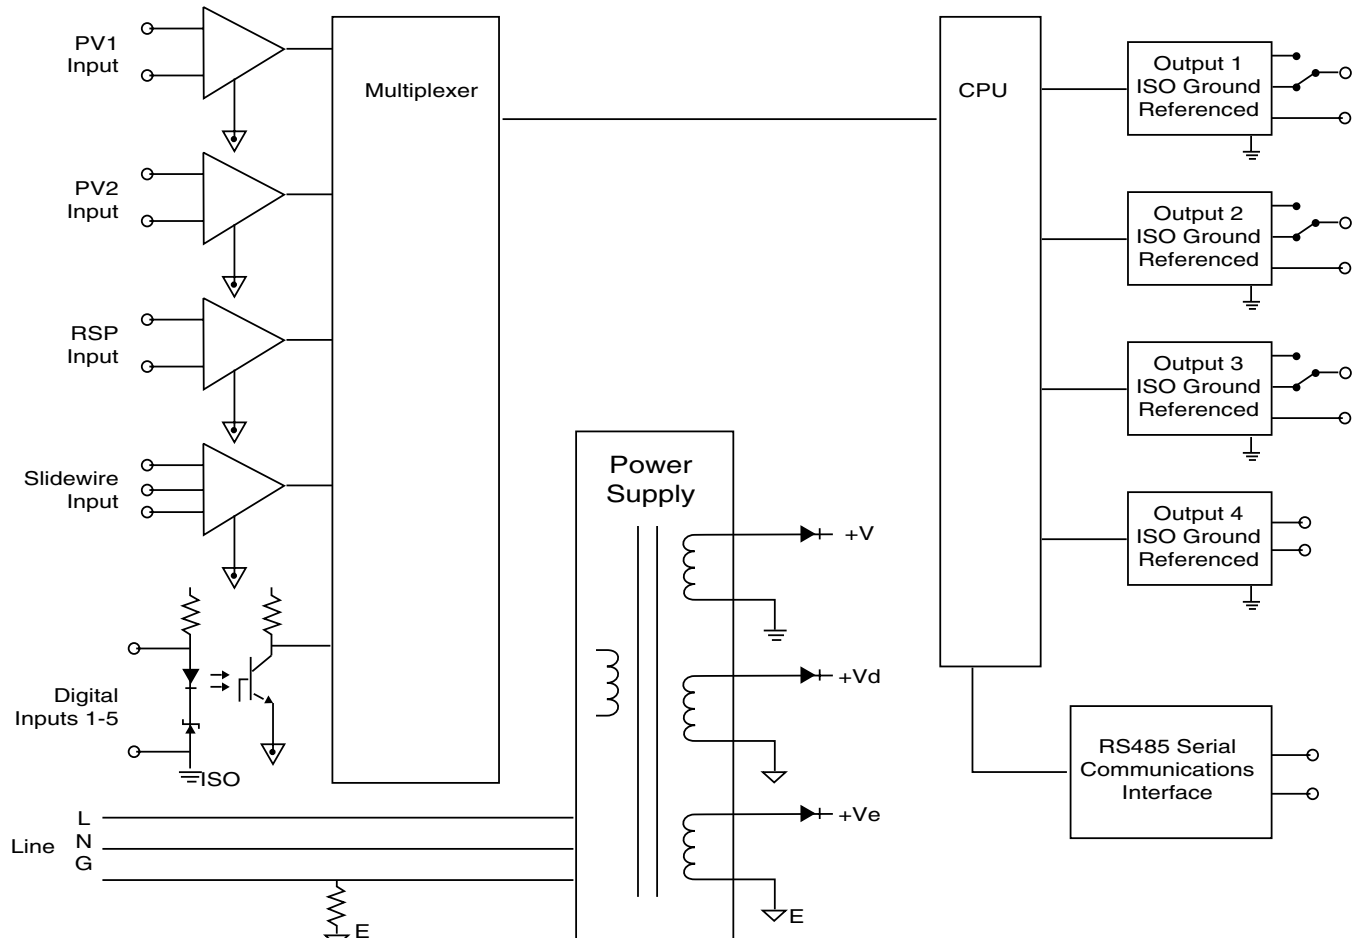 PV1
Input
PV2
Input
RSP
Input
Slidewire
Input
Digital
Inputs 1-5
ISO
Line
L
N
G
E
Multiplexer
Power
Supply
+V
+Vd
+Ve
E
CPU
Output 1
ISO Ground
Referenced
Output 2
ISO Ground
Referenced
Output 3
ISO Ground
Referenced
Output 4
ISO Ground
Referenced
RS485 Serial
Communications
Interface